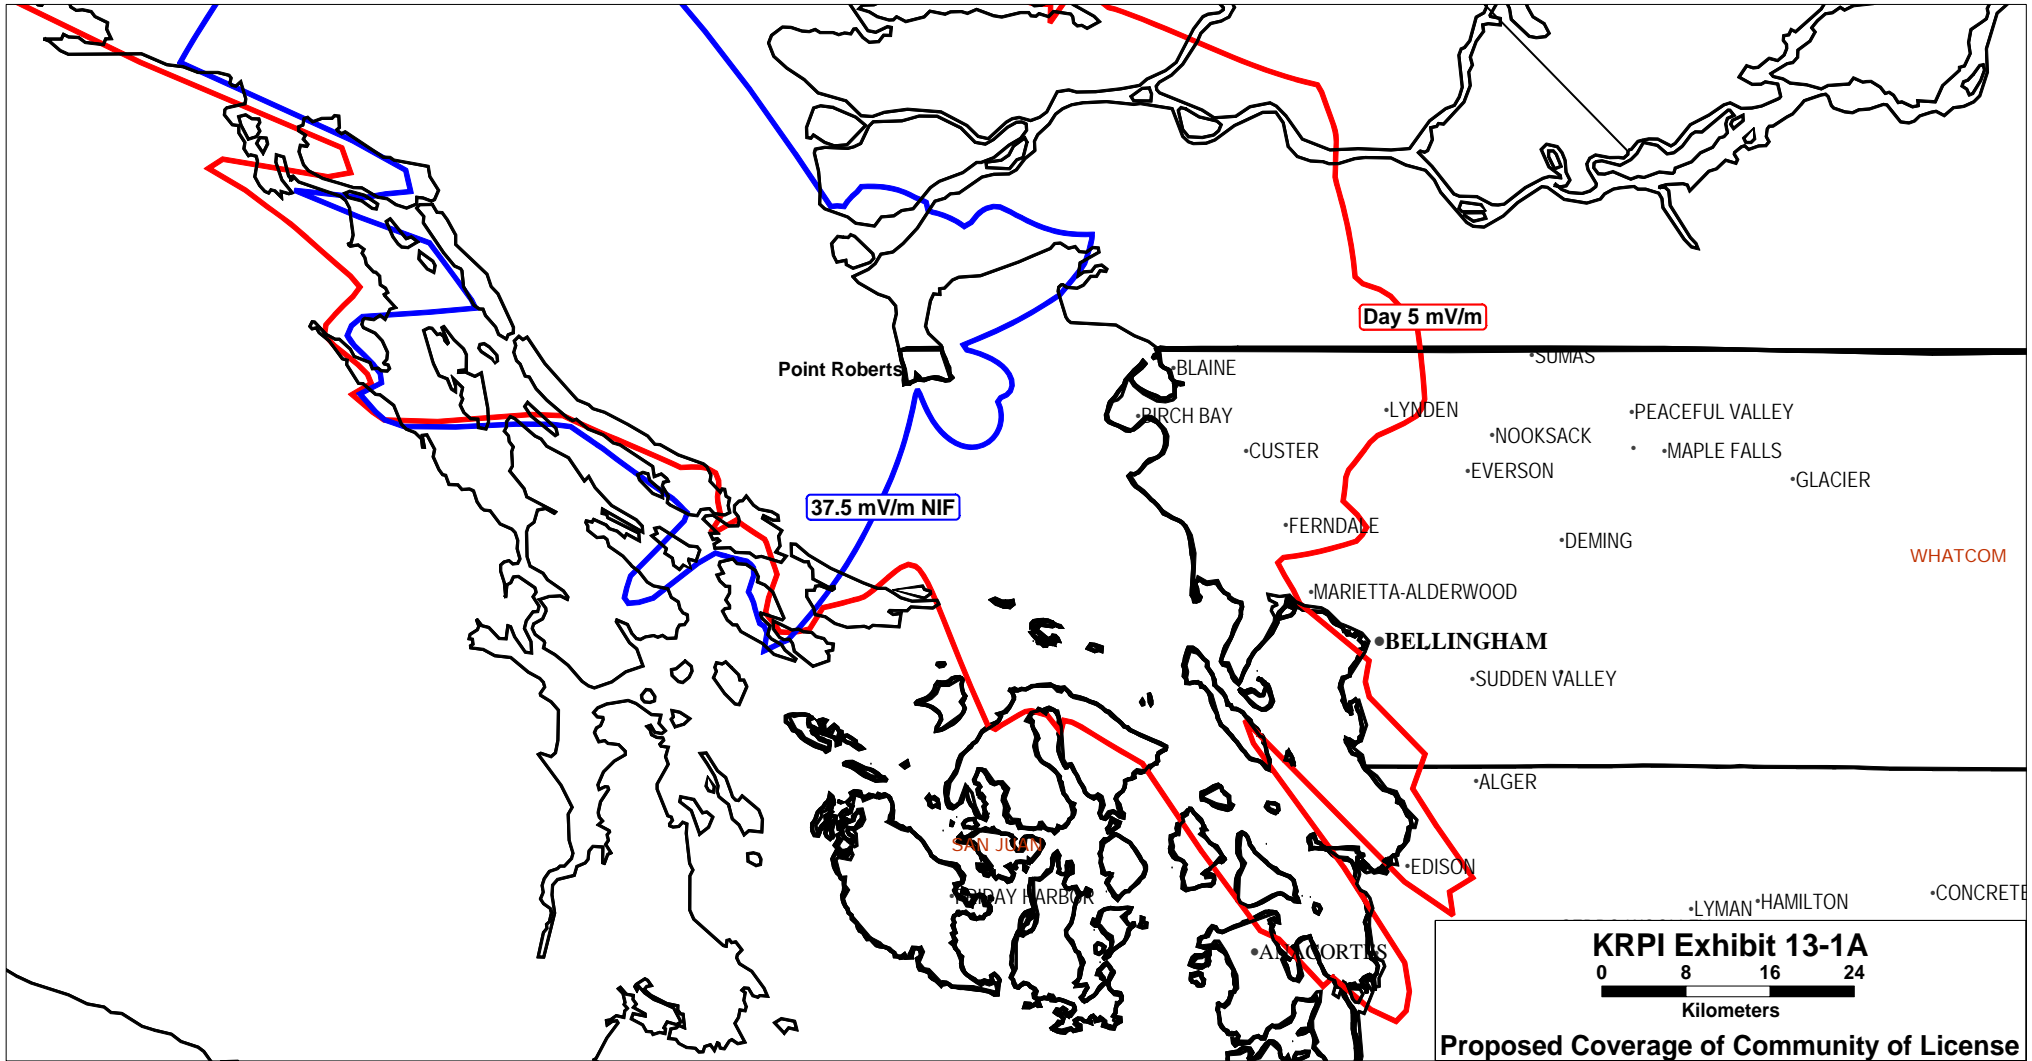 Day 5 mV/m
SUMAS
Point Roberts
BLAINE
LYNDEN
PEACEFUL VALLEY
BIRCH BAY
NOOKSACK
CUSTER
MAPLE FALLS
EVERSON
GLACIER
37.5 mV/m NIF
FERNDALE
DEMING
WHATCOM
MARIETTA-ALDERWOOD
BELLINGHAM
SUDDEN VALLEY
ALGER
SAN JUAN
EDISON
FRIDAY HARBOR
CONCRETE
LYMAN
HAMILTON
ANACORTES
KRPI Exhibit 13-1A
0 8 16 24
Kilometers
Proposed Coverage of Community of License